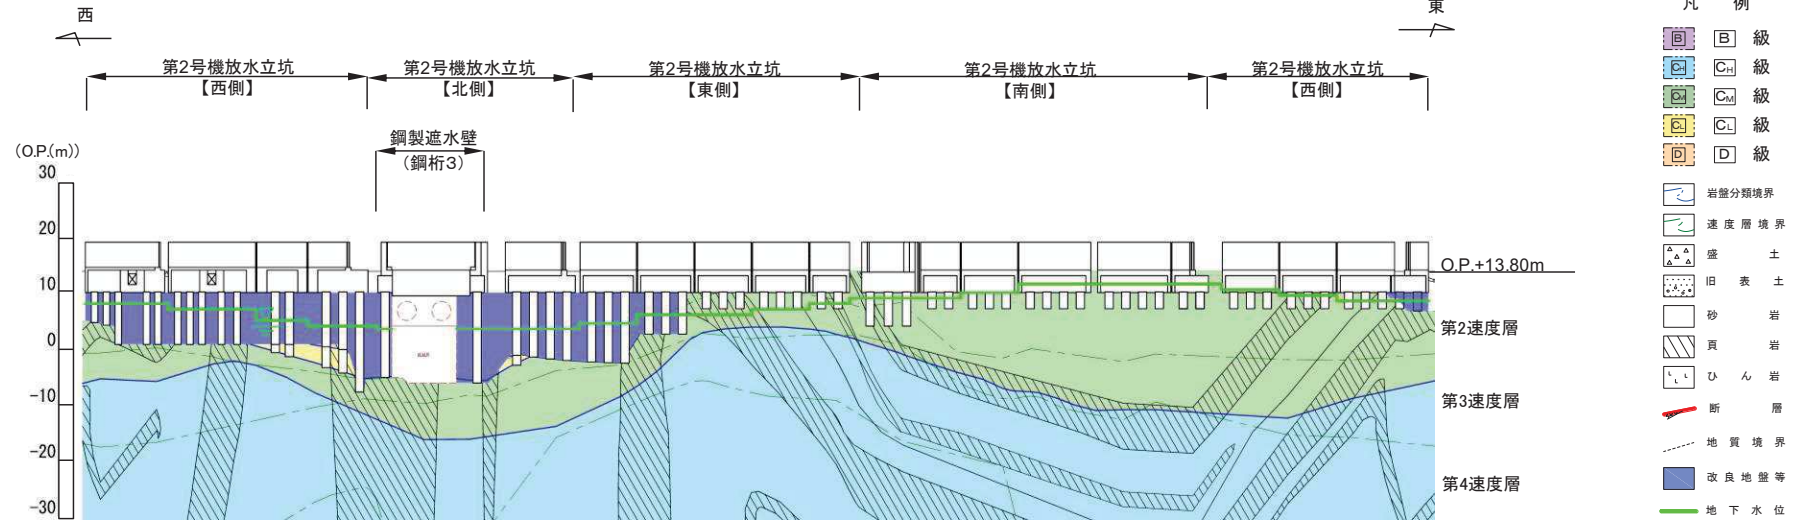 西
東
第2号機放水立坑
【西側】
第2号機放水立坑
【北側】
第2号機放水立坑
【東側】
第2号機放水立坑
【南側】
第2号機放水立坑
【西側】
鋼製遮水壁
(鋼桁3)
(O.P.(m))
30
20
10
0
-10
-20
-30
O.P.+13.80m
第2速度層
第3速度層
第4速度層
凡 例
B B 級
CH CH 級
CM CM 級
CL CL 級
D D 級
岩盤分類境界
速度層境界
盛 土
旧 表 土
砂 岩
頁 岩
ひ ん 岩
断 層
地 質 境 界
改良地盤等
地 下 水 位